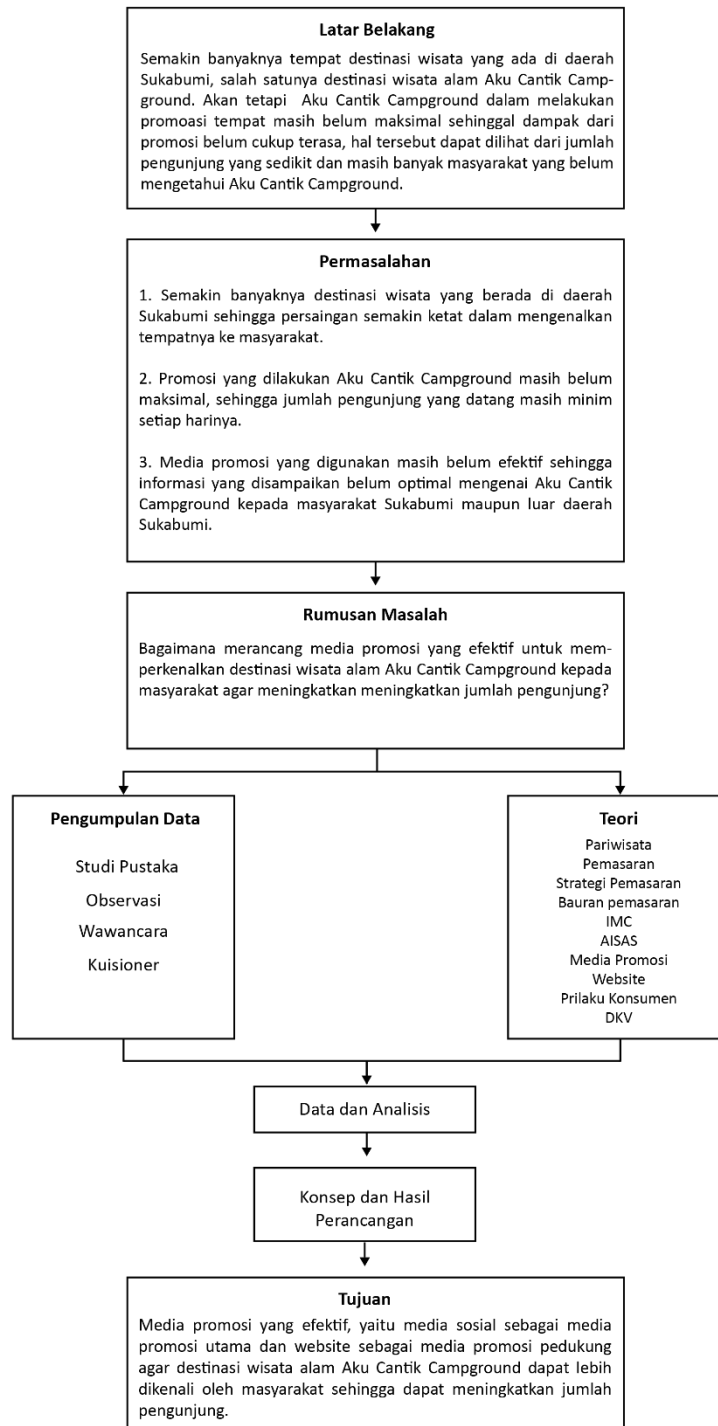 Latar Belakang
Semakin banyaknya tempat destinasi wisata yang ada di daerah
Sukabumi, salah satunya destinasi wisata alam Aku Cantik Camp-
ground. Akan tetapi Aku Cantik Campground dalam melakukan
promoasi tempat masih belum maksimal sehinggal dampak dari
promosi belum cukup terasa, hal tersebut dapat dilihat dari jumlah
pengunjung yang sedikit dan masih banyak masyarakat yang belum
mengetahui Aku Cantik Campground.
Permasalahan
1. Semakin banyaknya destinasi wisata yang berada di daerah
Sukabumi sehingga persaingan semakin ketat dalam mengenalkan
tempatnya ke masyarakat.
2. Promosi yang dilakukan Aku Cantik Campground masih belum
maksimal, sehingga jumlah pengunjung yang datang masih minim
setiap harinya.
3. Media promosi yang digunakan masih belum efektif sehingga
informasi yang disampaikan belum optimal mengenai Aku Cantik
Campground kepada masyarakat Sukabumi maupun luar daerah
Sukabumi.
Rumusan Masalah
Bagaimana merancang media promosi yang efektif untuk mem-
perkenalkan destinasi wisata alam Aku Cantik Campground kepada
masyarakat agar meningkatkan meningkatkan jumlah pengunjung?
Pengumpulan Data
Studi Pustaka
Observasi
Wawancara
Kuisioner
Teori
Pariwisata
Pemasaran
Strategi Pemasaran
Bauran pemasaran
IMC
AISAS
Media Promosi
Website
Prilaku Konsumen
DKV
Data dan Analisis
Konsep dan Hasil
Perancangan
Tujuan
Media promosi yang efektif, yaitu media sosial sebagai media
promosi utama dan website sebagai media promosi pedukung
agar destinasi wisata alam Aku Cantik Campground dapat lebih
dikenali oleh masyarakat sehingga dapat meningkatkan jumlah
pengunjung.